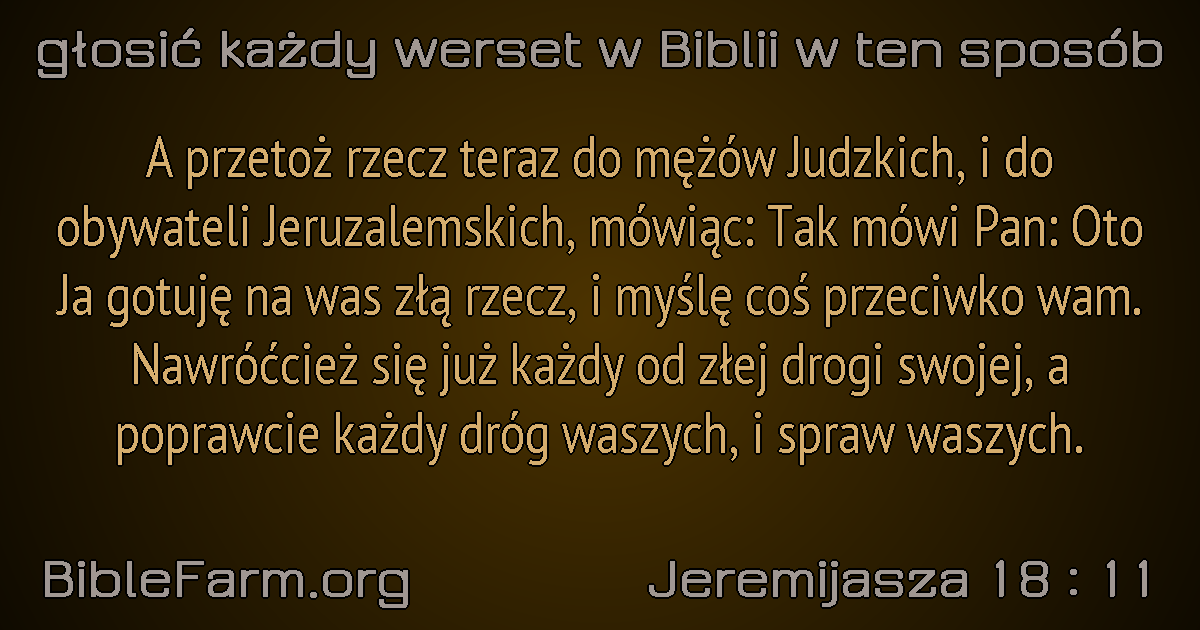 głosić każdy werset w Biblii w ten sposób
A przetoż rzecz teraz do mężów Judzkich, i do
obywateli Jeruzalemskich, mówiąc: Tak mówi Pan: Oto
Ja gotuję na was złą rzecz, i myślę coś przeciwko wam.
Nawróćcież się już każdy od złej drogi swojej, a
poprawcie każdy dróg waszych, i spraw waszych.
BibleFarm.org
Jeremijasza 18 : 11